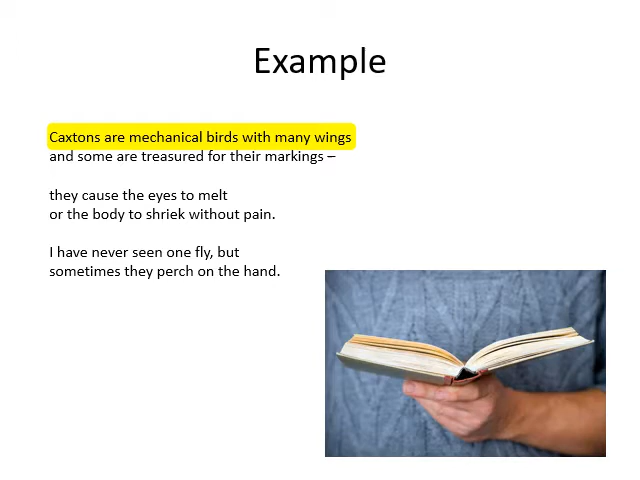 Example
Caxtons are mechanical birds with many wings
and some are treasured for their markings –
they cause the eyes to melt
or the body to shriek without pain.
I have never seen one fly, but
sometimes they perch on the hand.